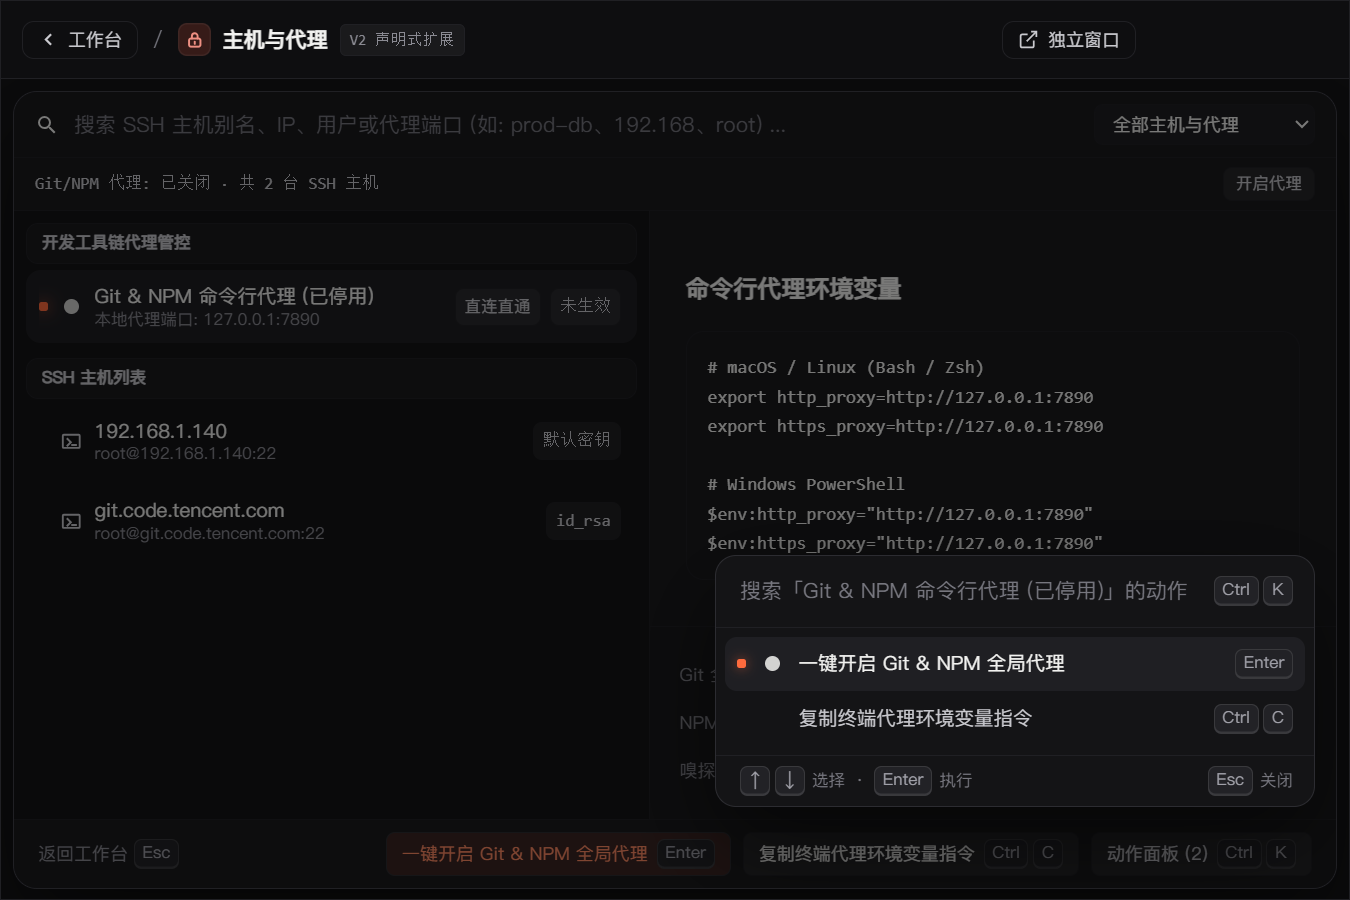 工作台 / 主机与代理 V2 声明式扩展 独立窗口
搜索 SSH 主机别名、IP、用户或代理端口 (如: prod-db、192.168、root) ... 全部主机与代理
Git/NPM 代理: 已关闭 · 共 2 台 SSH 主机 开启代理
开发工具链代理管控
Git & NPM 命令行代理 (已停用)
本地代理端口: 127.0.0.1:7890
直连直通 未生效
SSH 主机列表
192.168.1.140
root@192.168.1.140:22
默认密钥
git.code.tencent.com
root@git.code.tencent.com:22
id_rsa
命令行代理环境变量
# macOS / Linux (Bash / Zsh)
export http_proxy=http://127.0.0.1:7890
export https_proxy=http://127.0.0.1:7890
# Windows PowerShell
$env:http_proxy="http://127.0.0.1:7890"
$env:https_proxy="http://127.0.0.1:7890"
Git
NPM
嗅探
搜索「Git & NPM 命令行代理 (已停用)」的动作 Ctrl K
一键开启 Git & NPM 全局代理 Enter
复制终端代理环境变量指令 Ctrl C
↑ ↓ 选择 · Enter 执行 Esc 关闭
返回工作台 Esc 一键开启 Git & NPM 全局代理 Enter 复制终端代理环境变量指令 Ctrl C 动作面板 (2) Ctrl K